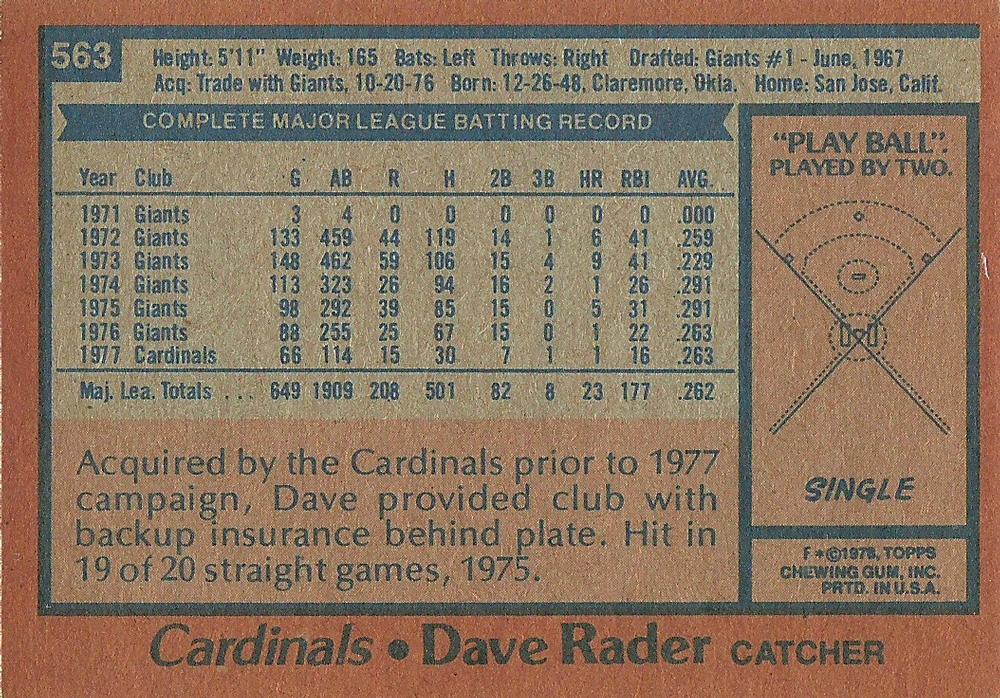 563
Height: 5'11" Weight: 165 Bats: Left Throws: Right Drafted: Giants #1 - June, 1967
Acq: Trade with Giants, 10-20-76 Born: 12-26-48, Claremore, Okla. Home: San Jose, Calif.
COMPLETE MAJOR LEAGUE BATTING RECORD
Year Club G AB R H 2B 3B HR RBI AVG.
1971 Giants 3 4 0 0 0 0 0 0 .000
1972 Giants 133 459 44 119 14 1 6 41 .259
1973 Giants 148 462 59 106 15 4 9 41 .229
1974 Giants 113 323 26 94 16 2 1 26 .291
1975 Giants 98 292 39 85 15 0 5 31 .291
1976 Giants 88 255 25 67 15 0 1 22 .263
1977 Cardinals 66 114 15 30 7 1 1 16 .263
Maj. Lea. Totals . . . 649 1909 208 501 82 8 23 177 .262
Acquired by the Cardinals prior to 1977
campaign, Dave provided club with
backup insurance behind plate. Hit in
19 of 20 straight games, 1975.
"PLAY BALL".
PLAYED BY TWO.
SINGLE
F*©1978, TOPPS
CHEWING GUM, INC.
PRTD. IN U.S.A.
Cardinals • Dave Rader CATCHER